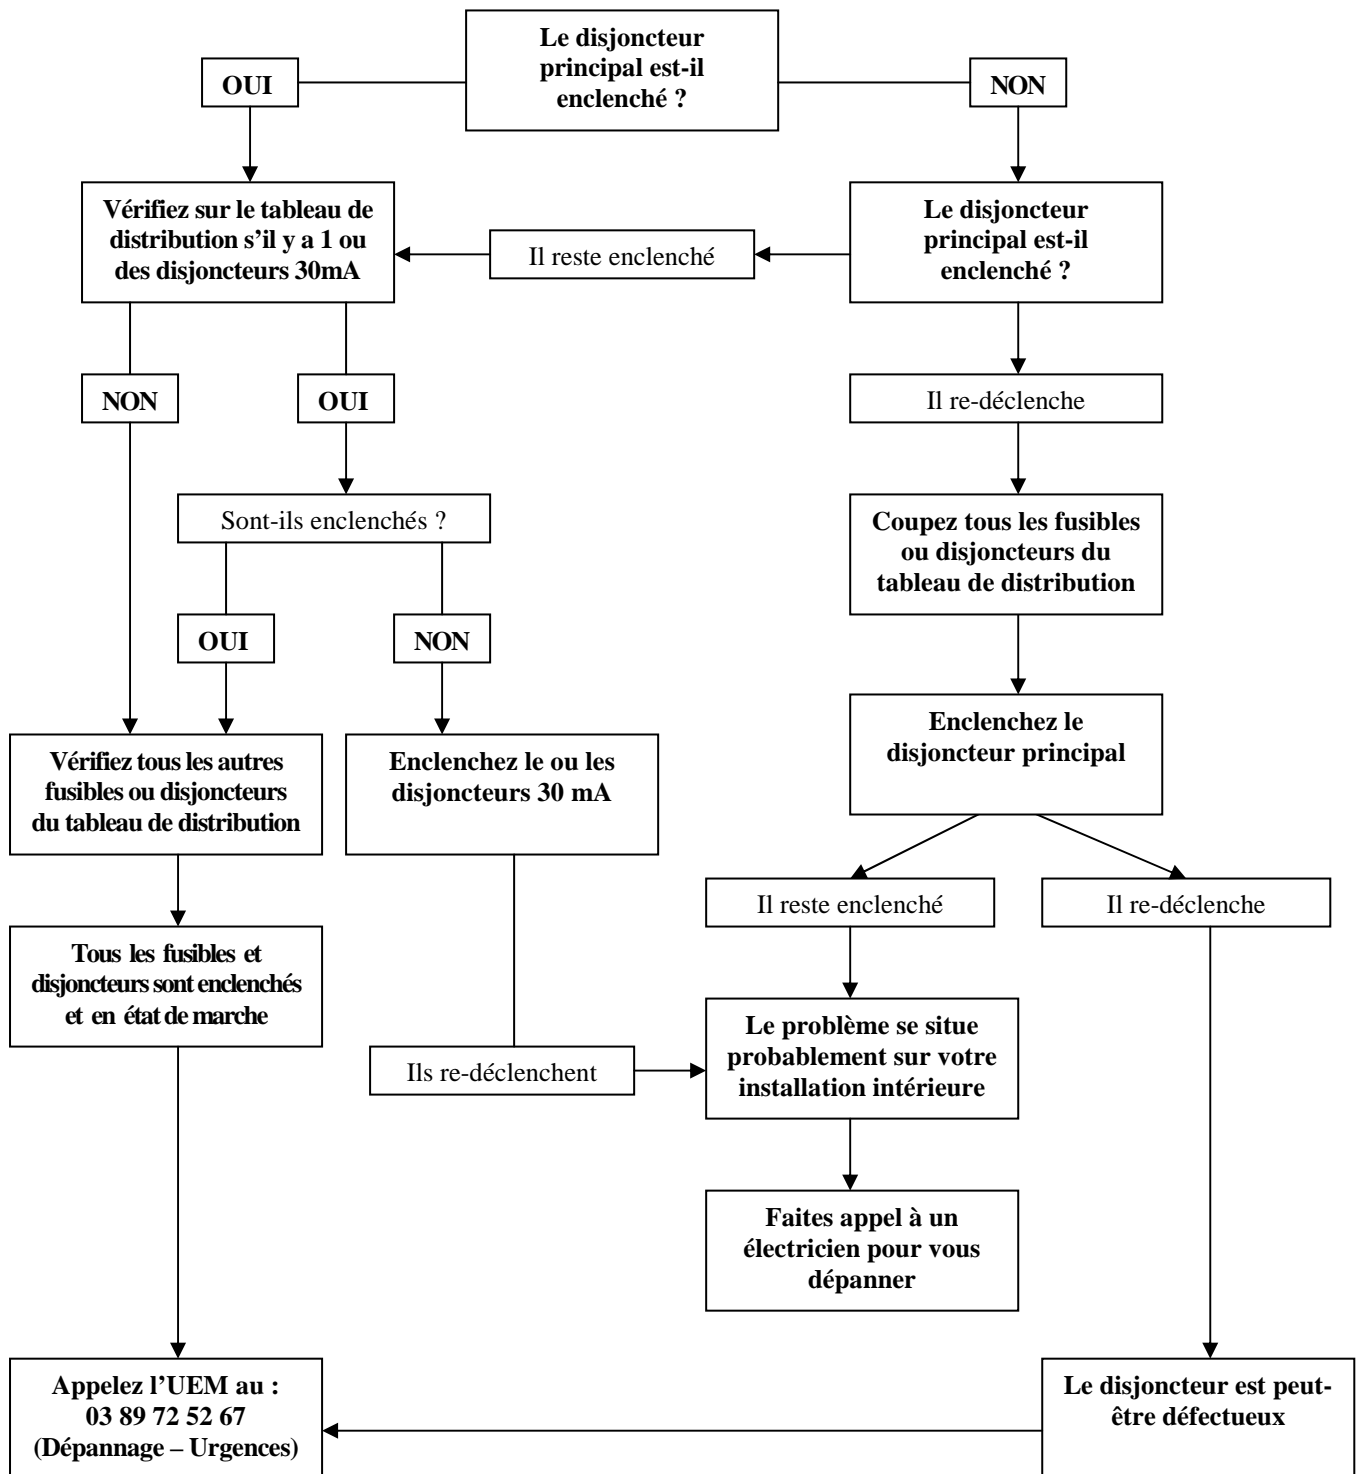 Le disjoncteur
principal est-il
enclenché ?
OUI
NON
Vérifiez sur le tableau de
distribution s’il y a 1 ou
des disjoncteurs 30mA
Il reste enclenché
Le disjoncteur
principal est-il
enclenché ?
NON
OUI
Il re-déclenche
Sont-ils enclenchés ?
Coupez tous les fusibles
ou disjoncteurs du
tableau de distribution
OUI
NON
Vérifiez tous les autres
fusibles ou disjoncteurs
du tableau de distribution
Enclenchez le ou les
disjoncteurs 30 mA
Enclenchez le
disjoncteur principal
Il reste enclenché
Il re-déclenche
Tous les fusibles et
disjoncteurs sont enclenchés
et en état de marche
Ils re-déclenchent
Le problème se situe
probablement sur votre
installation intérieure
Faites appel à un
électricien pour vous
dépanner
Appelez l’UEM au :
03 89 72 52 67
(Dépannage – Urgences)
Le disjoncteur est peut-
être défectueux